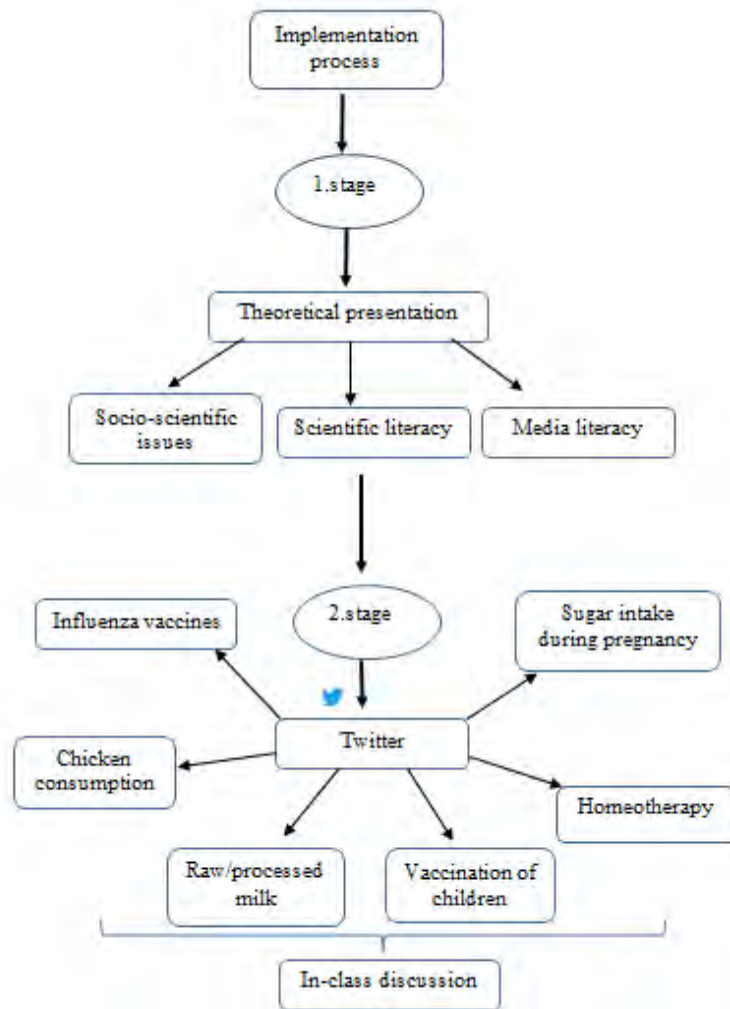 Implementation
process
1.stage
Theoretical presentation
Socio-scientific
issues
Scientific literacy
Media literacy
2.stage
Influenza vaccines
Sugar intake
during pregnancy
Twitter
Chicken
consumption
Homeotherapy
Raw/processed
milk
Vaccination of
children
In-class discussion